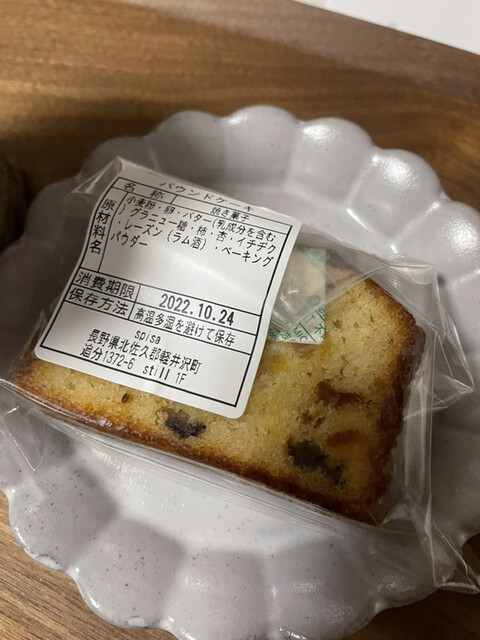 パウンドケーキ
名称 焼き菓子
原材料名 小麦粉・卵・バター(乳成分を含む
)グラニュー糖・柿・杏・イチヂク
・レーズン(ラム酒)・ベーキング
パウダー
消費期限 2022.10.24
保存方法 高温多湿を避けて保存
spisa
長野県北佐久郡軽井沢町
追分1372-6 still 1F